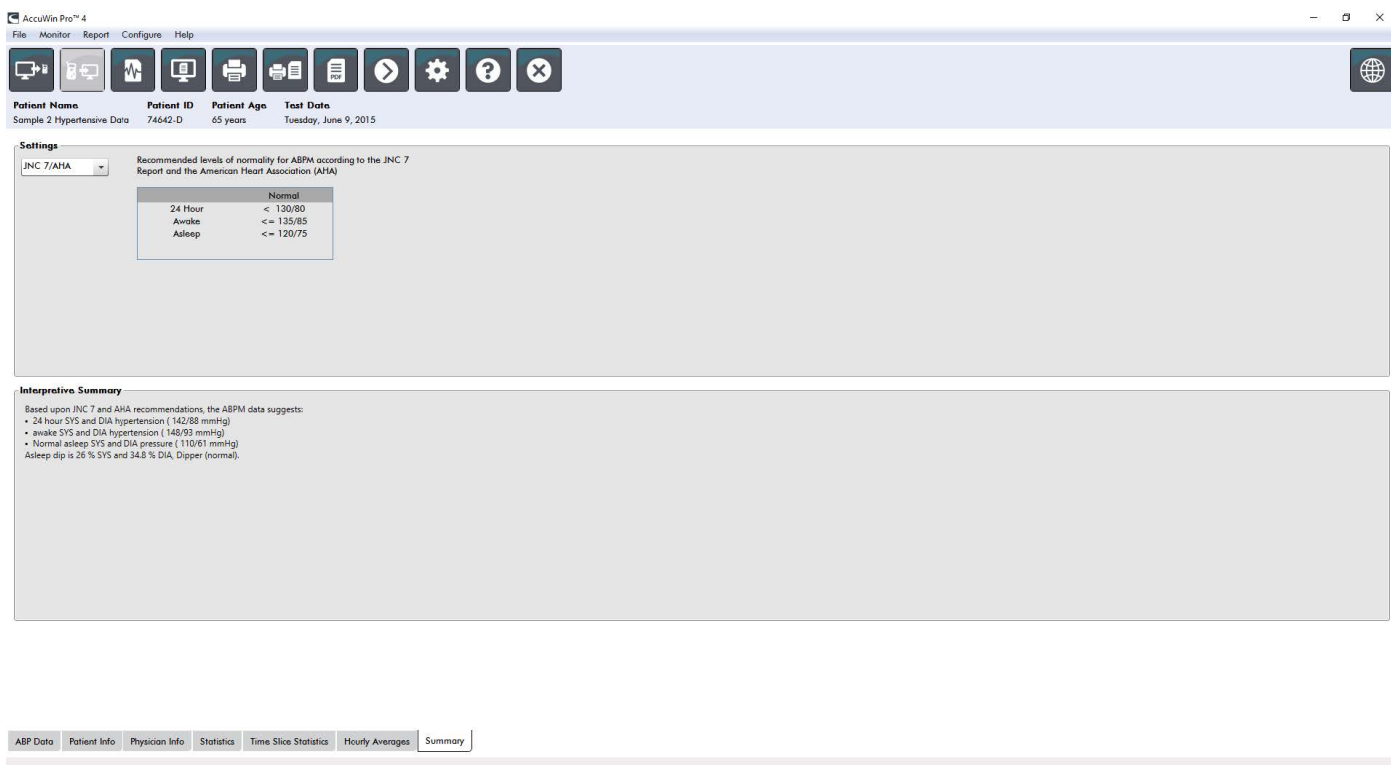 AccuWin Pro™ 4
File Monitor Report Configure Help
PDF
Patient Name Patient ID Patient Age Test Date
Sample 2 Hypertensive Data 74642-D 65 years Tuesday, June 9, 2015
Settings
JNC 7/AHA
Recommended levels of normality for ABPM according to the JNC 7
Report and the American Heart Association (AHA)
Normal
24 Hour < 130/80
Awake <= 135/85
Asleep <= 120/75
Interpretive Summary
Based upon JNC 7 and AHA recommendations, the ABPM data suggests:
• 24 hour SYS and DIA hypertension ( 142/88 mmHg)
• awake SYS and DIA hypertension ( 148/93 mmHg)
• Normal asleep SYS and DIA pressure ( 110/61 mmHg)
Asleep dip is 26 % SYS and 34.8 % DIA, Dipper (normal).
ABP Data Patient Info Physician Info Statistics Time Slice Statistics Hourly Averages Summary